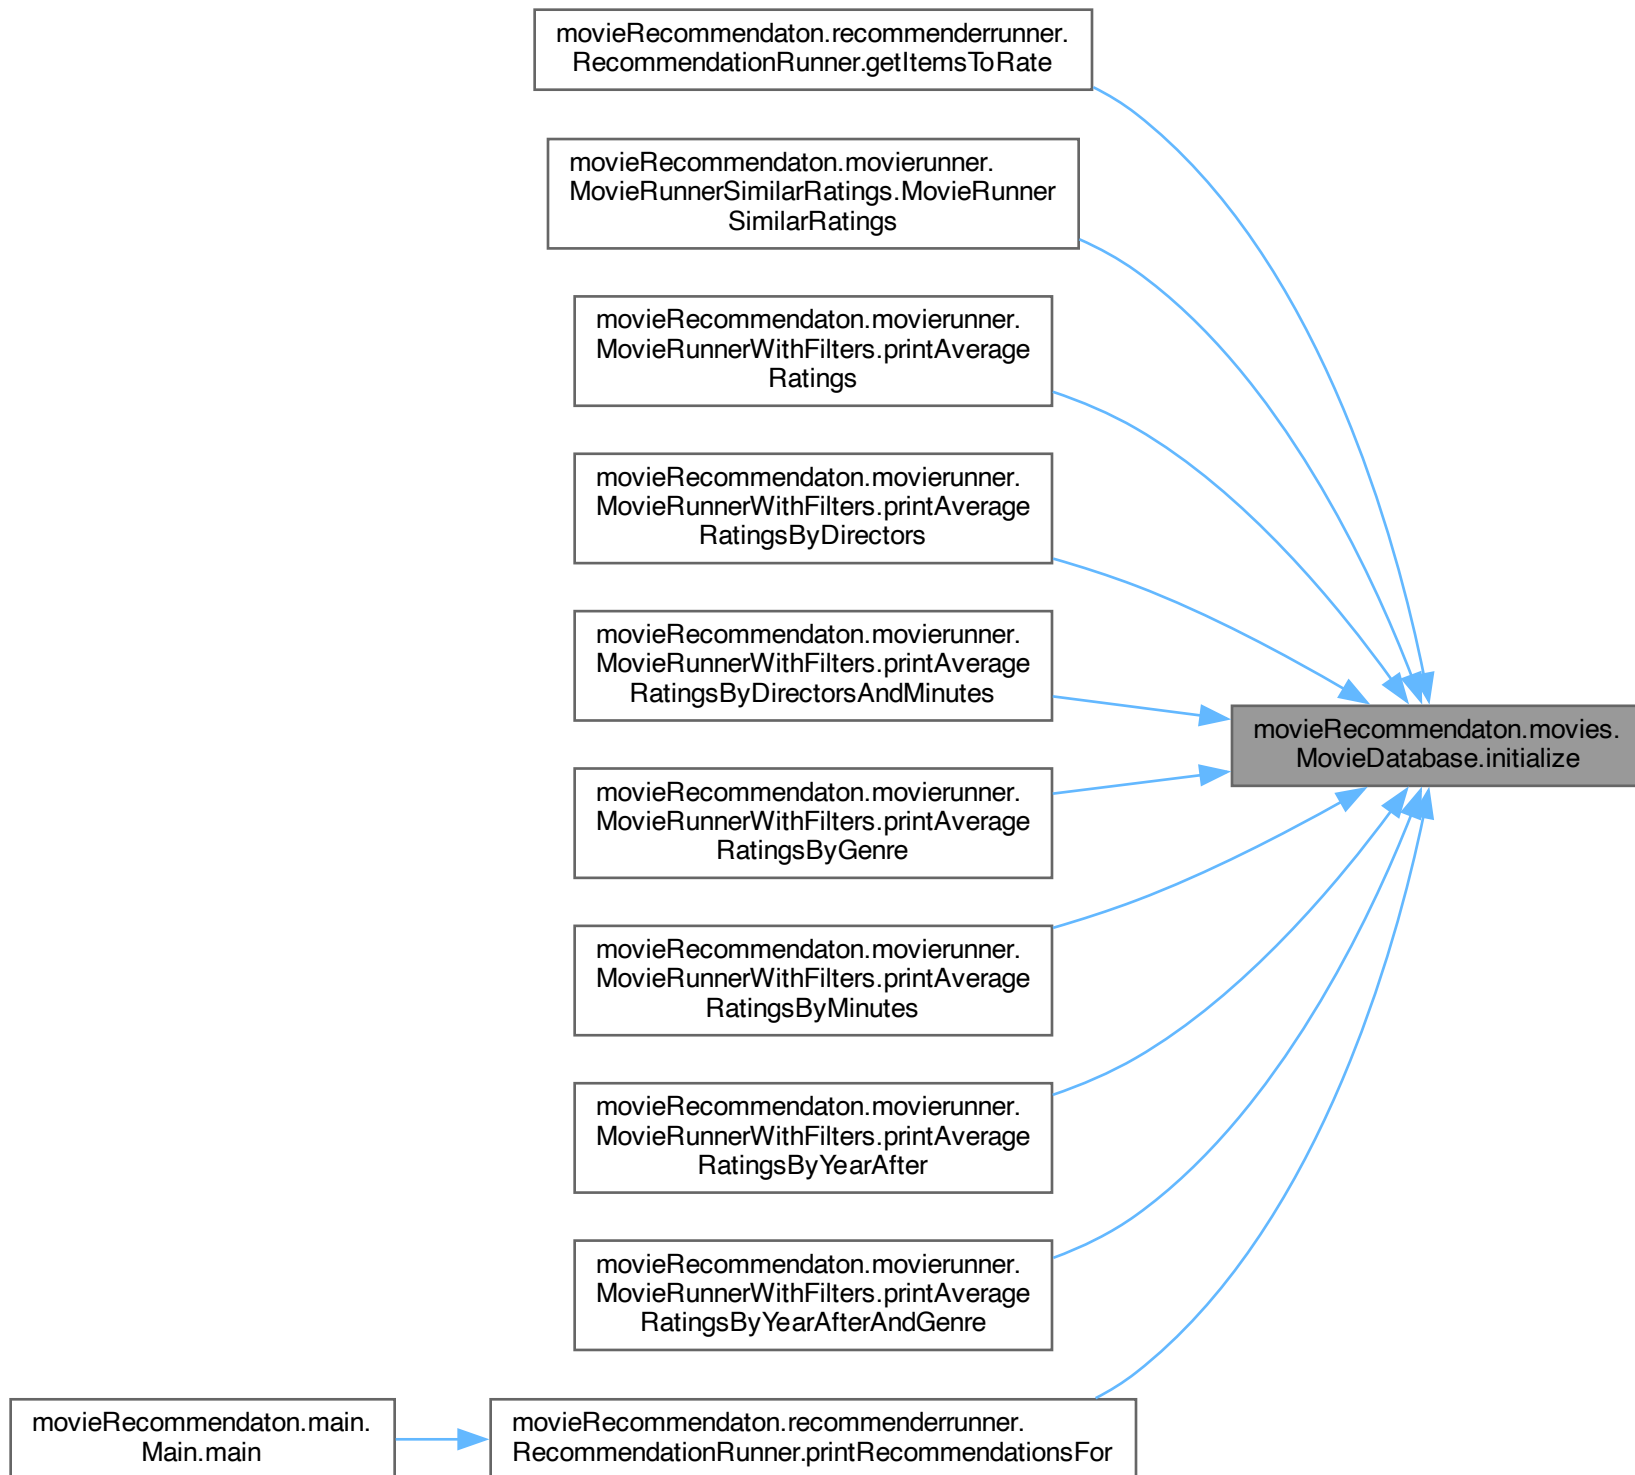 movieRecommendaton.recommenderrunner.
RecommendationRunner.getItemsToRate
movieRecommendaton.movierunner.
MovieRunnerSimilarRatings.MovieRunner
SimilarRatings
movieRecommendaton.movierunner.
MovieRunnerWithFilters.printAverage
Ratings
movieRecommendaton.movierunner.
MovieRunnerWithFilters.printAverage
RatingsByDirectors
movieRecommendaton.movierunner.
MovieRunnerWithFilters.printAverage
RatingsByDirectorsAndMinutes
movieRecommendaton.movies.
MovieDatabase.initialize
movieRecommendaton.movierunner.
MovieRunnerWithFilters.printAverage
RatingsByGenre
movieRecommendaton.movierunner.
MovieRunnerWithFilters.printAverage
RatingsByMinutes
movieRecommendaton.movierunner.
MovieRunnerWithFilters.printAverage
RatingsByYearAfter
movieRecommendaton.movierunner.
MovieRunnerWithFilters.printAverage
RatingsByYearAfterAndGenre
movieRecommendaton.main.
Main.main
movieRecommendaton.recommenderrunner.
RecommendationRunner.printRecommendationsFor